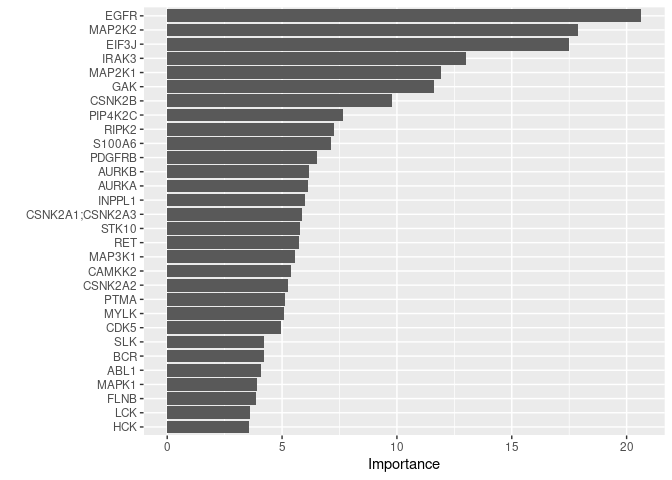 EGFR
MAP2K2
EIF3J
IRAK3
MAP2K1
GAK
CSNK2B
PIP4K2C
RIPK2
S100A6
PDGFRB
AURKB
AURKA
INPPL1
CSNK2A1;CSNK2A3
STK10
RET
MAP3K1
CAMKK2
CSNK2A2
PTMA
MYLK
CDK5
SLK
BCR
ABL1
MAPK1
FLNB
LCK
HCK
0 5 10 15 20
Importance